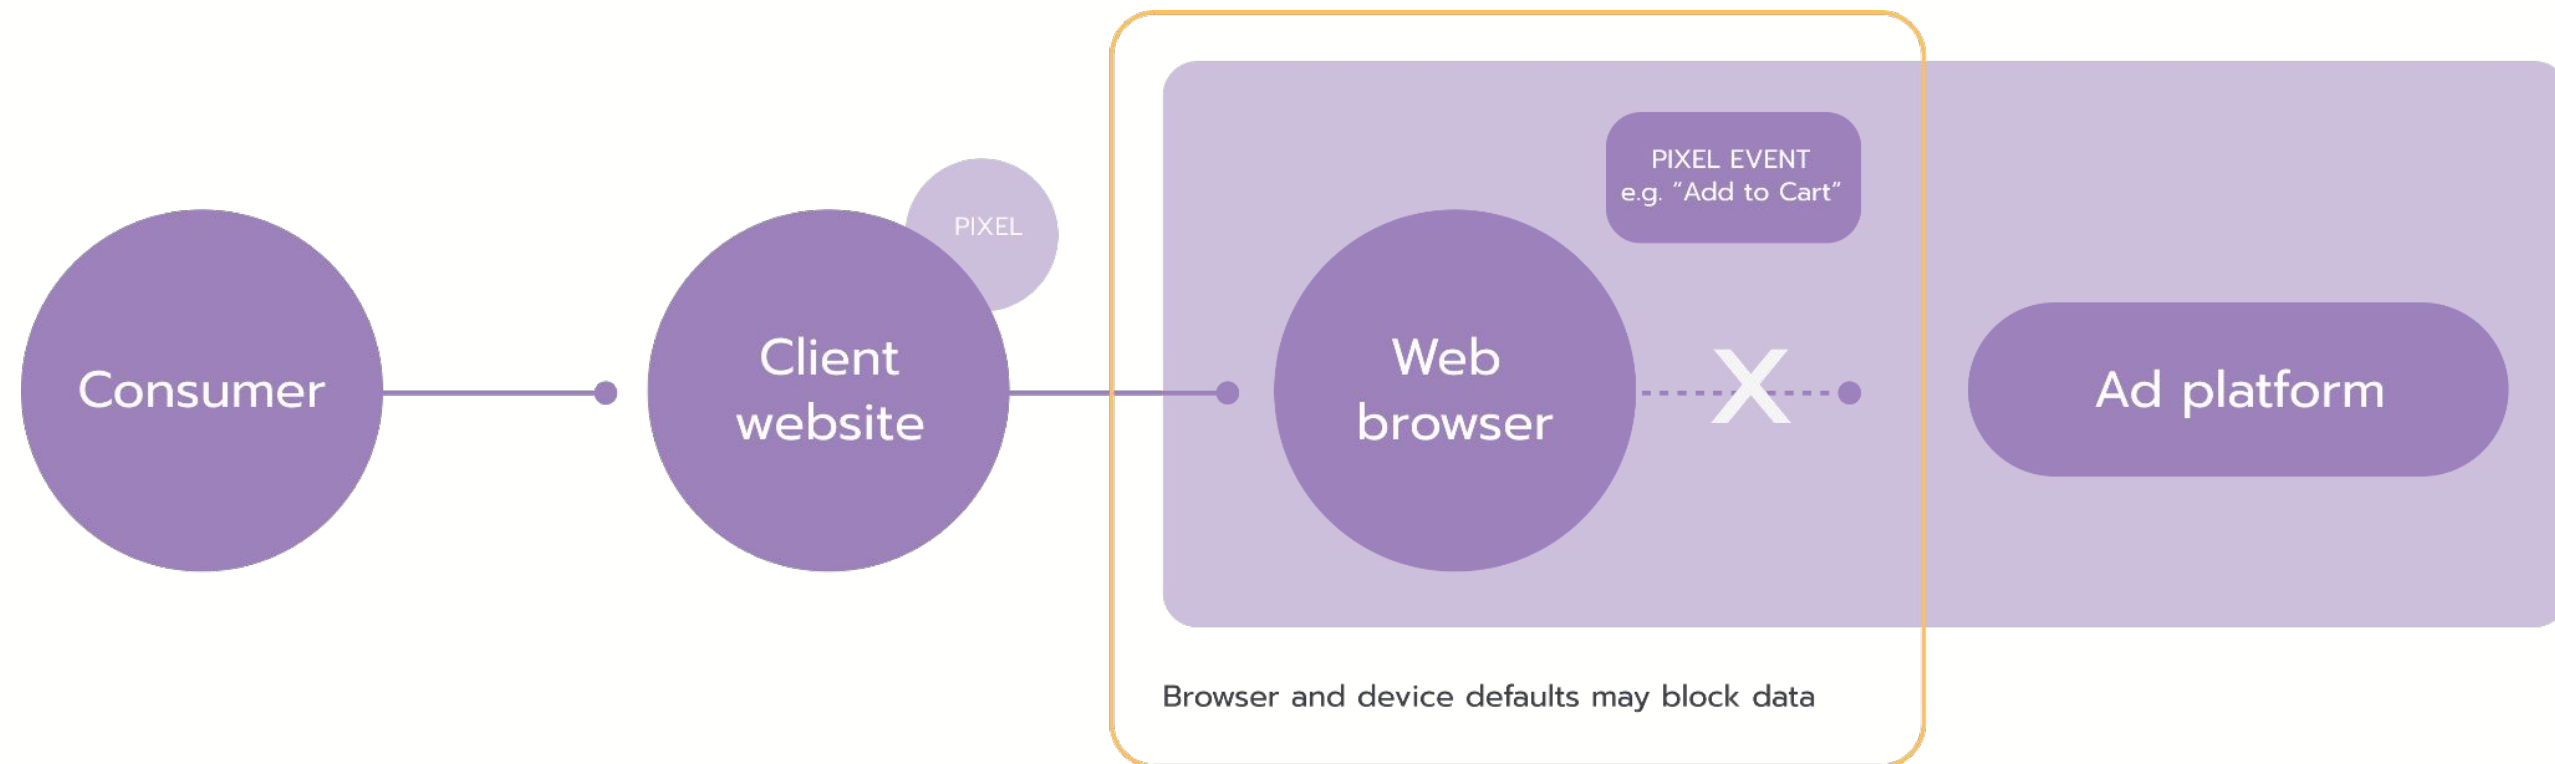 Consumer
Client
website
PIXEL
Web
browser
PIXEL EVENT
e.g. “Add to Cart”
X
Ad platform
Browser and device defaults may block data